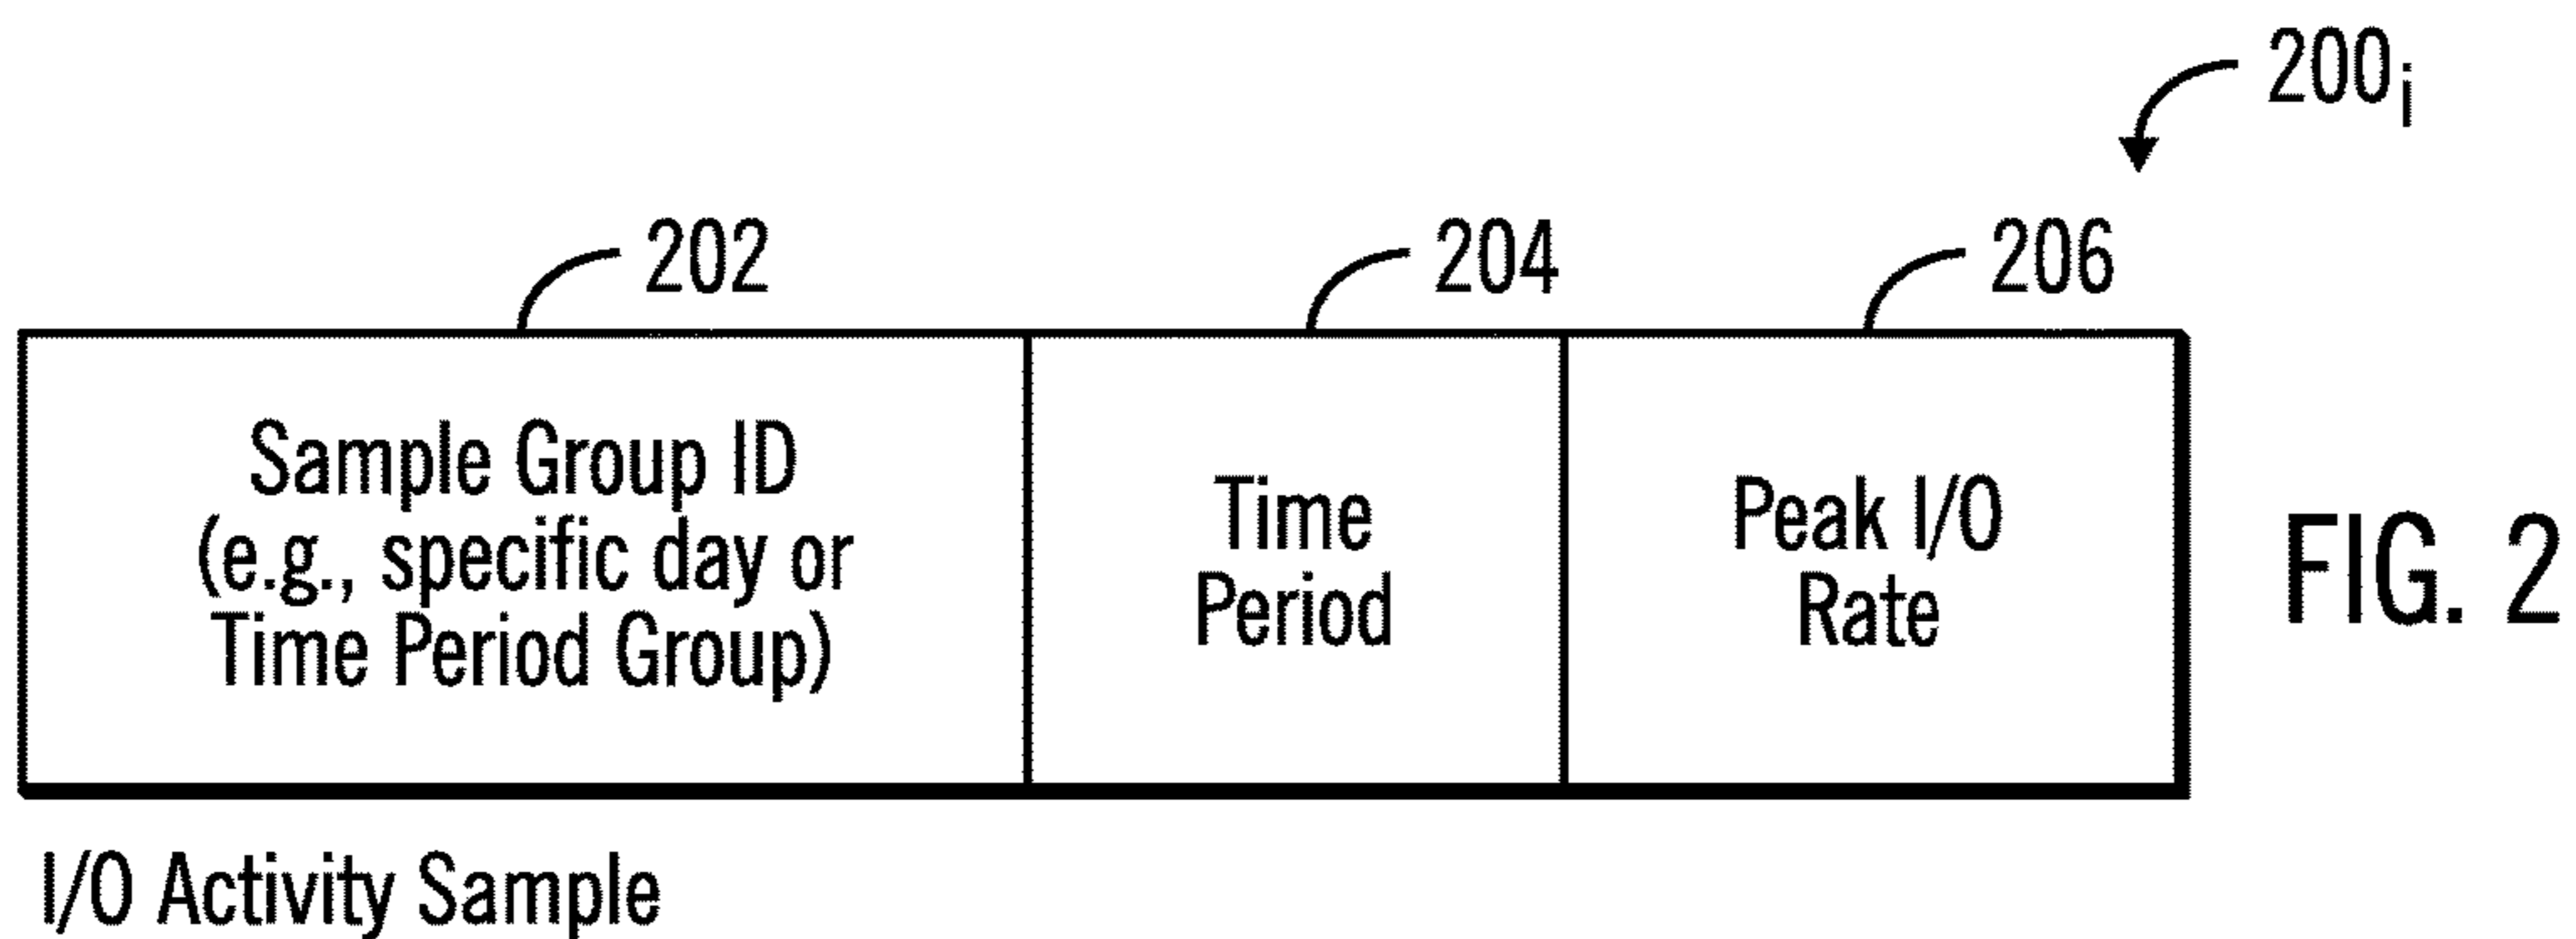 200i
202
204
206
Sample Group ID
(e.g., specific day or
Time Period Group)
Time
Period
Peak I/O
Rate
FIG. 2
I/O Activity Sample